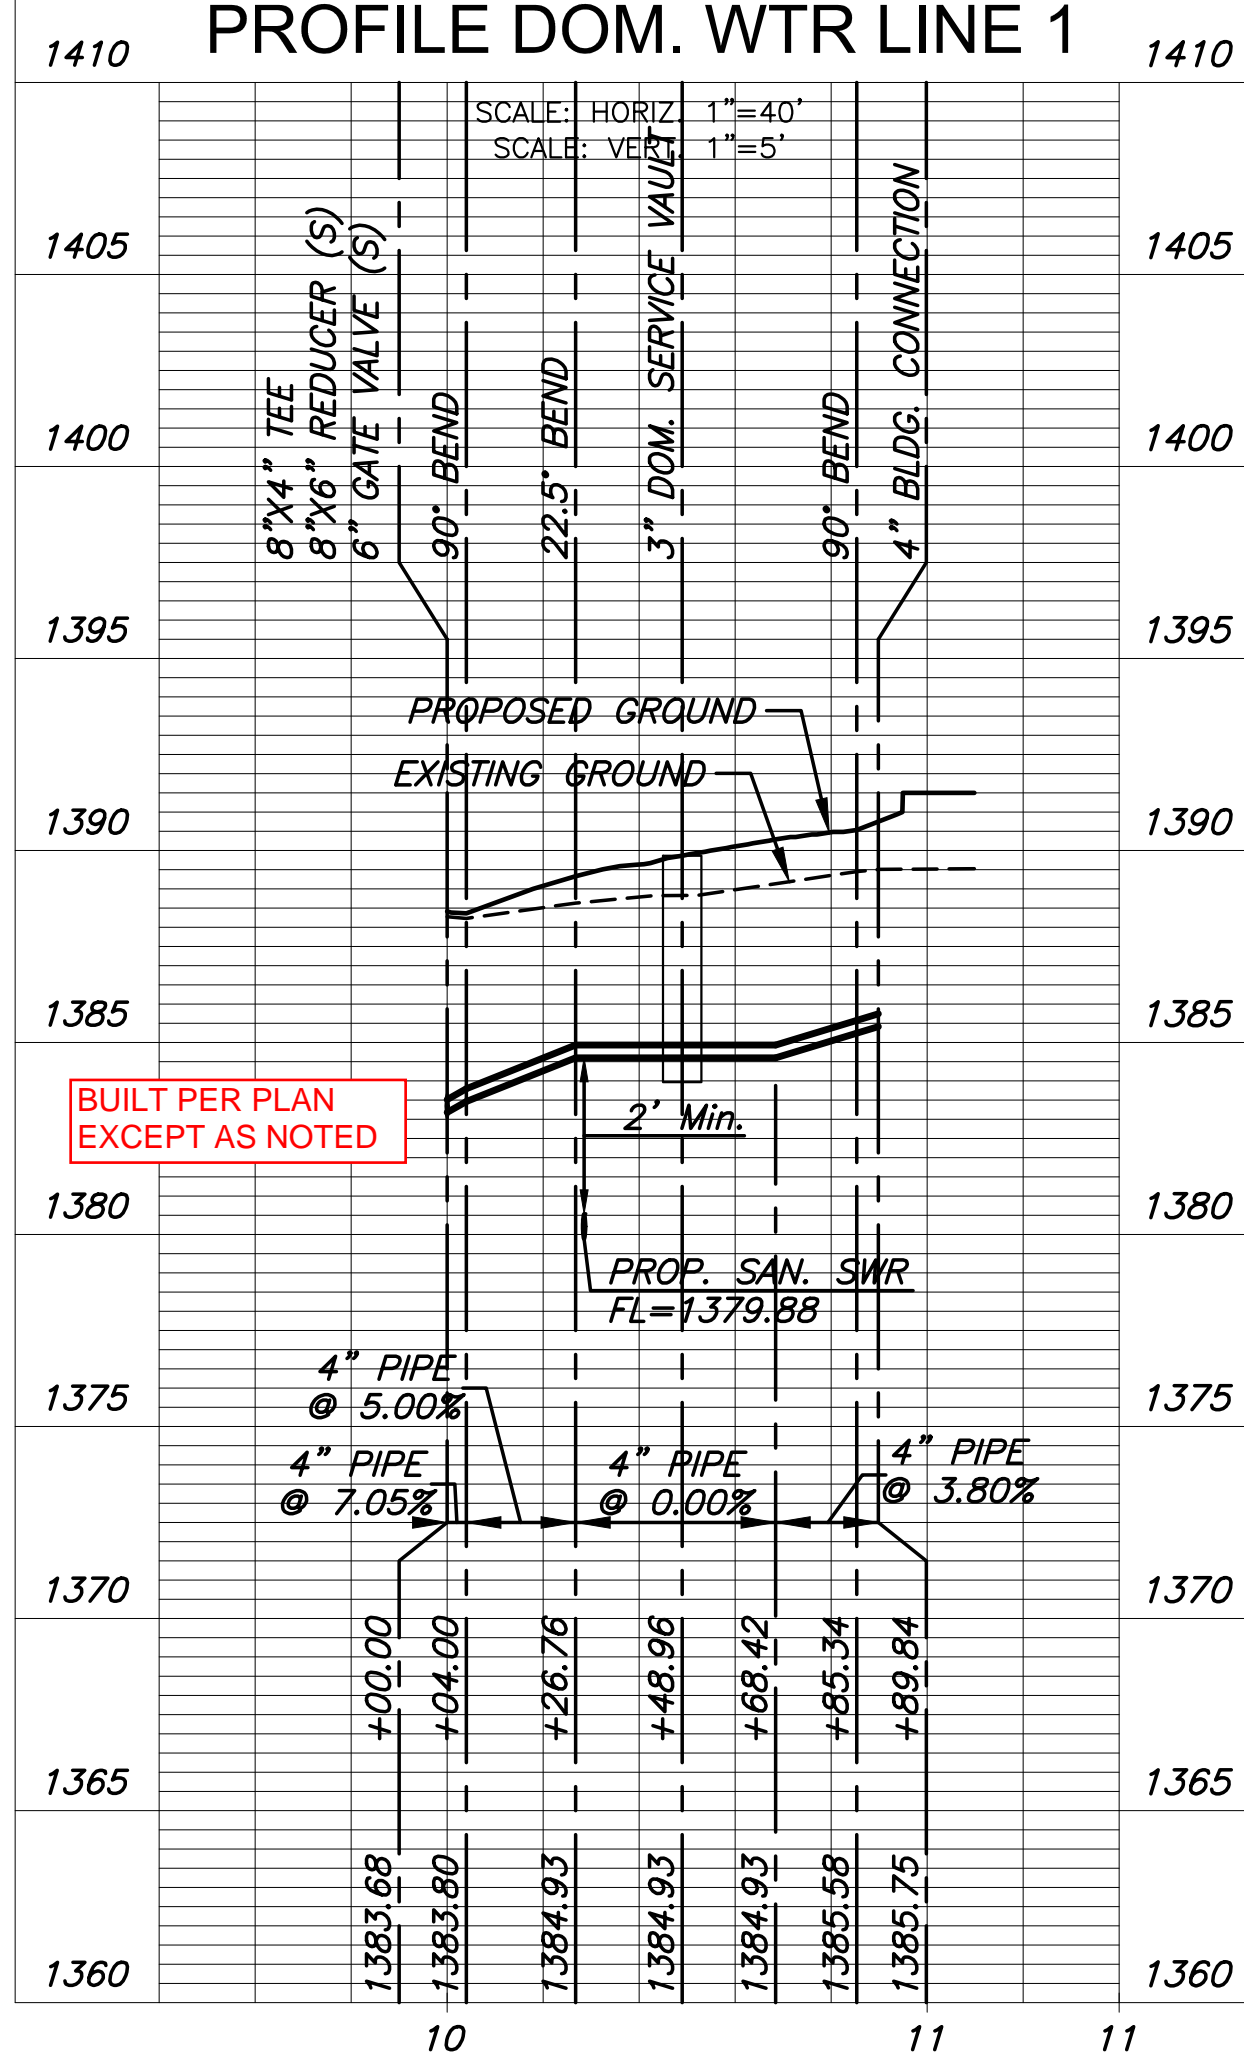 PROFILE DOM. WTR LINE 1
1410
1410
SCALE: HORIZ. 1"=40'
SCALE: VERT. 1"=5'
1405
1405
8"X4" TEE
8"X6" REDUCER (S)
6" GATE VALVE (S)
90° BEND
22.5° BEND
3" DOM. SERVICE VAULT
90° BEND
4" BLDG. CONNECTION
1400
1400
1395
1395
PROPOSED GROUND
EXISTING GROUND
1390
1390
1385
1385
BUILT PER PLAN
EXCEPT AS NOTED
2' Min.
1380
1380
PROP. SAN. SWR
FL=1379.88
4" PIPE
@ 5.00%
1375
1375
4" PIPE
@ 7.05%
4" PIPE
@ 0.00%
4" PIPE
@ 3.80%
1370
1370
+00.00
+04.00
+26.76
+48.96
+68.42
+85.34
+89.84
1365
1365
1383.68
1383.80
1384.93
1384.93
1384.93
1385.58
1385.75
1360
1360
10
11
11